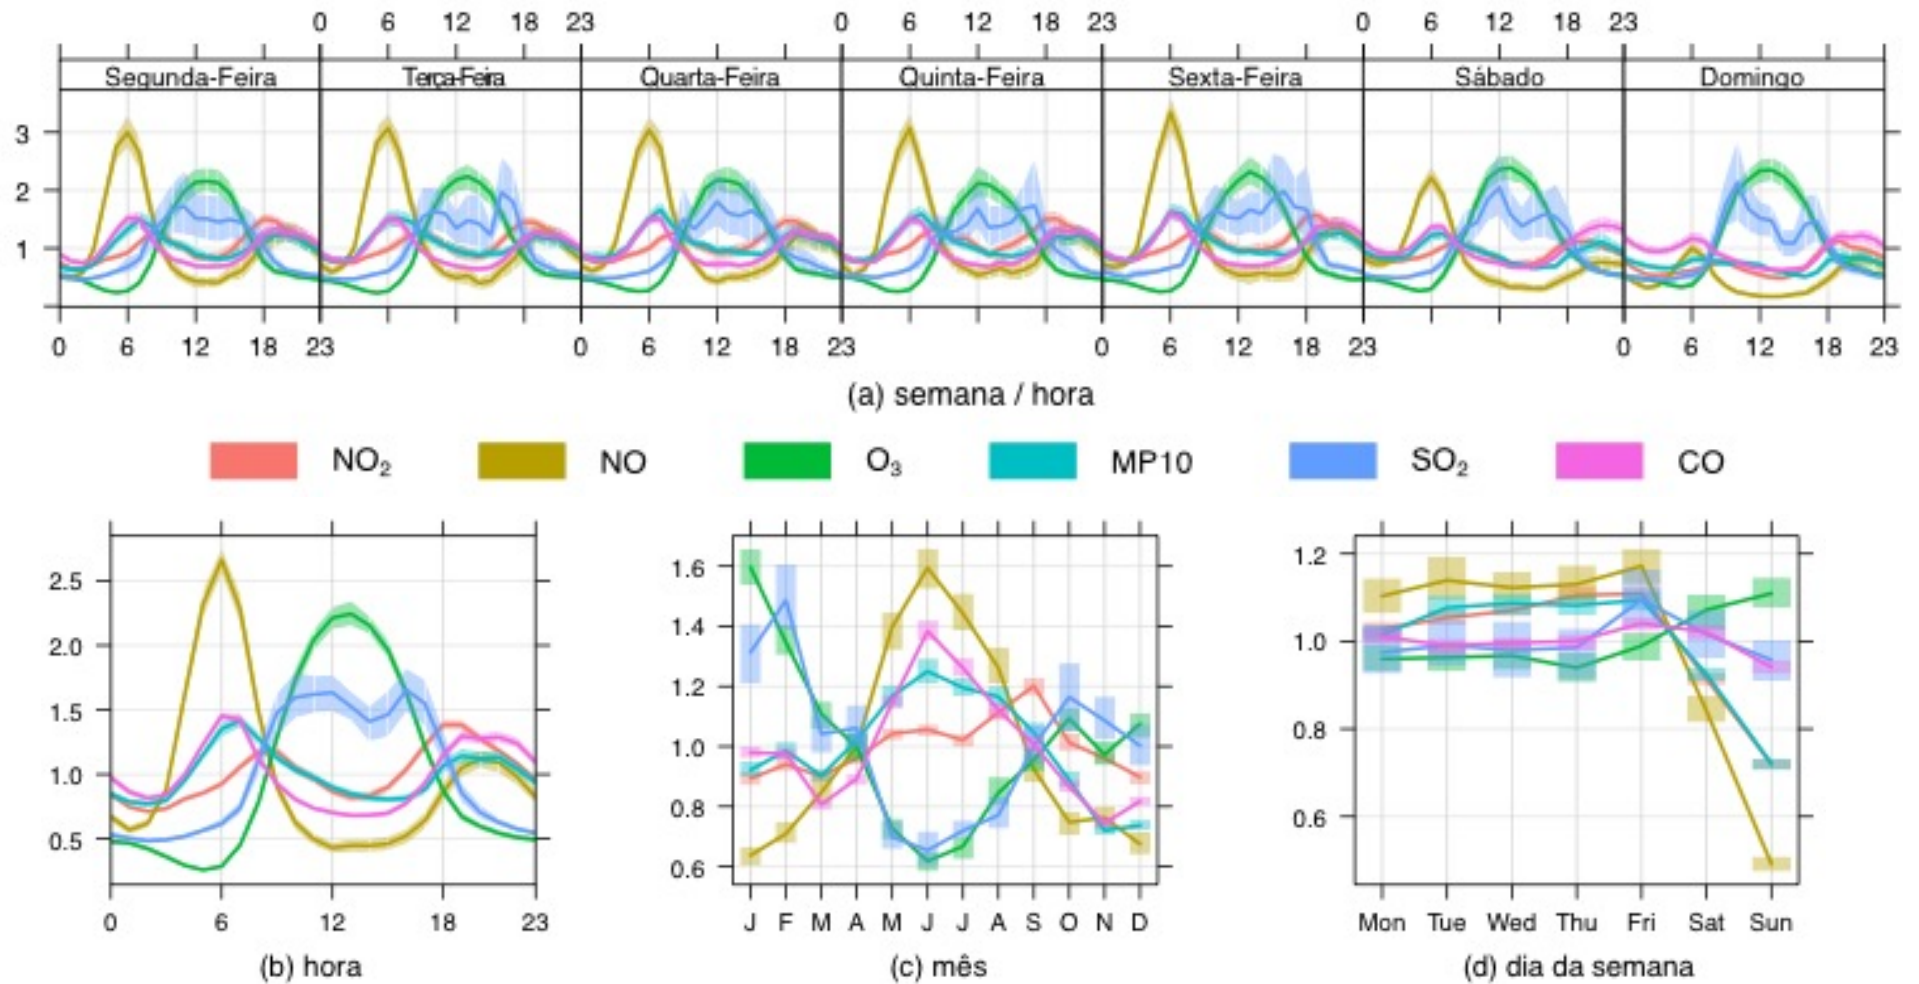 0 6 12 18 23 0 6 12 18 23 0 6 12 18 23
Segunda-Feira Terça-Feira Quarta-Feira Quinta-Feira Sexta-Feira Sábado Domingo
3
2
1
0 6 12 18 23 0 6 12 18 23 0 6 12 18 23 0 6 12 18 23
(a) semana / hora
NO₂ NO O₃ MP10 SO₂ CO
2.5
2.0
1.5
1.0
0.5
0 6 12 18 23
(b) hora
1.6
1.4
1.2
1.0
0.8
0.6
J F M A M J J A S O N D
(c) mês
1.2
1.0
0.8
0.6
Mon Tue Wed Thu Fri Sat Sun
(d) dia da semana